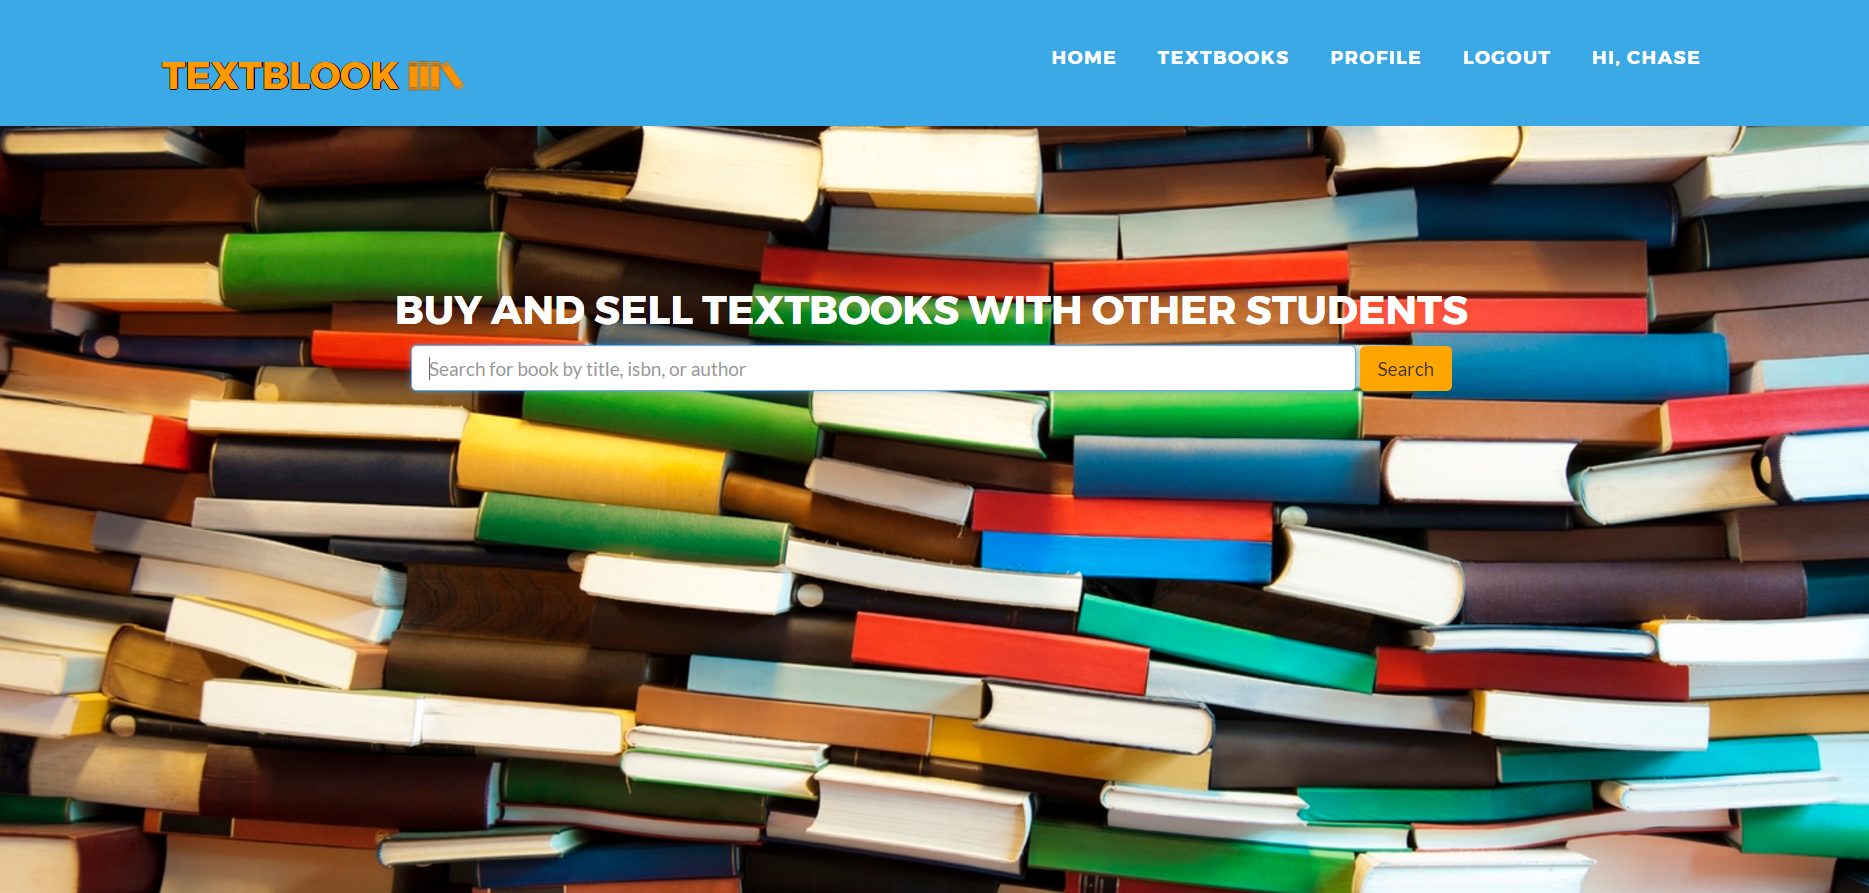 TEXTBLOOK
HOME TEXTBOOKS PROFILE LOGOUT HI, CHASE
BUY AND SELL TEXTBOOKS WITH OTHER STUDENTS
Search for book by title, isbn, or author Search